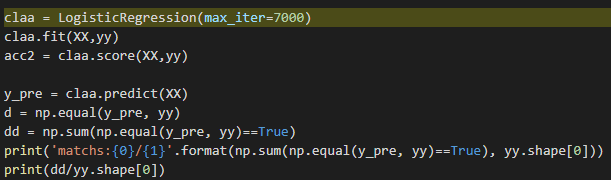 claa = LogisticRegression(max_iter=7000)
claa.fit(XX,yy)
acc2 = claa.score(XX,yy)
y_pre = claa.predict(XX)
d = np.equal(y_pre, yy)
dd = np.sum(np.equal(y_pre, yy)==True)
print('matchs:{0}/{1}'.format(np.sum(np.equal(y_pre, yy)==True), yy.shape[0]))
print(dd/yy.shape[0])